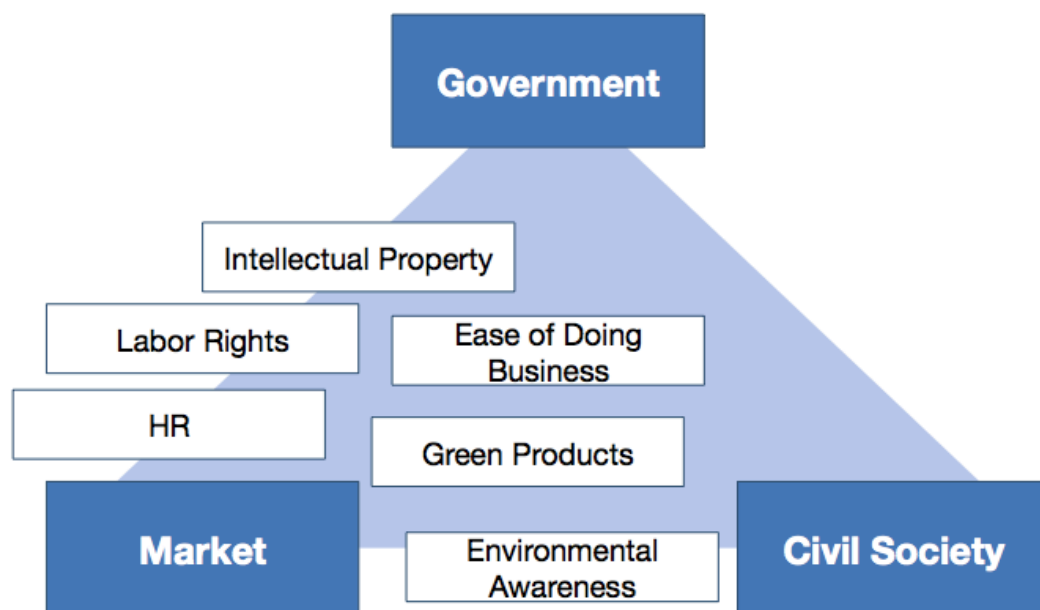 Government
Intellectual Property
Labor Rights
Ease of Doing
Business
HR
Green Products
Market
Environmental
Awareness
Civil Society